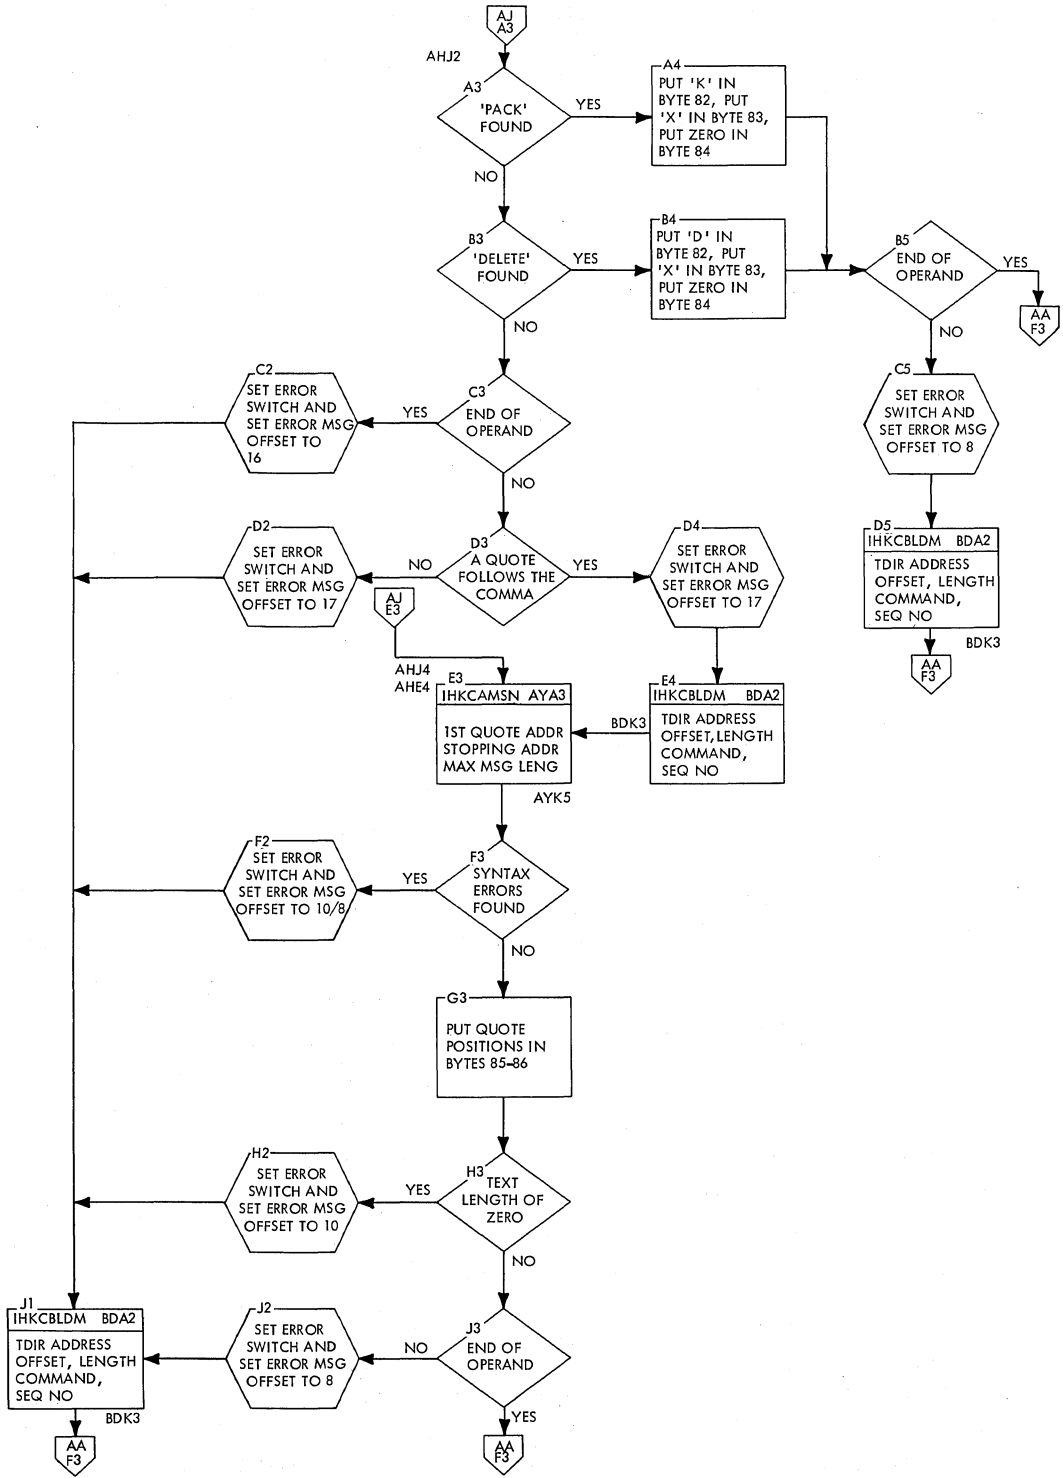 AJ
A3
AHJ2
A3
'PACK'
FOUND
YES
NO
A4
PUT 'K' IN
BYTE 82, PUT
'X' IN BYTE 83,
PUT ZERO IN
BYTE 84
B3
'DELETE'
FOUND
YES
NO
B4
PUT 'D' IN
BYTE 82, PUT
'X' IN BYTE 83,
PUT ZERO IN
BYTE 84
B5
END OF
OPERAND
YES
NO
AA
F3
C2
SET ERROR
SWITCH AND
SET ERROR MSG
OFFSET TO
16
YES
C3
END OF
OPERAND
NO
C5
SET ERROR
SWITCH AND
SET ERROR MSG
OFFSET TO 8
D2
SET ERROR
SWITCH AND
SET ERROR MSG
OFFSET TO 17
NO
D3
A QUOTE
FOLLOWS THE
COMMA
YES
D4
SET ERROR
SWITCH AND
SET ERROR MSG
OFFSET TO 17
D5
IHKCBLDM BDA2
TDIR ADDRESS
OFFSET, LENGTH
COMMAND,
SEQ NO
BDK3
AA
F3
AJ
E3
AHJ4
AHE4
E3
IHKCAMSN AYA3
1ST QUOTE ADDR
STOPPING ADDR
MAX MSG LENG
AYK5
BDK3
E4
IHKCBLDM BDA2
TDIR ADDRESS
OFFSET, LENGTH
COMMAND,
SEQ NO
F2
SET ERROR
SWITCH AND
SET ERROR MSG
OFFSET TO 10/8
YES
F3
SYNTAX
ERRORS
FOUND
NO
G3
PUT QUOTE
POSITIONS IN
BYTES 85-86
H2
SET ERROR
SWITCH AND
SET ERROR MSG
OFFSET TO 10
YES
H3
TEXT
LENGTH OF
ZERO
NO
J1
IHKCBLDM BDA2
TDIR ADDRESS
OFFSET, LENGTH
COMMAND,
SEQ NO
BDK3
AA
F3
J2
SET ERROR
SWITCH AND
SET ERROR MSG
OFFSET TO 8
NO
J3
END OF
OPERAND
YES
AA
F3